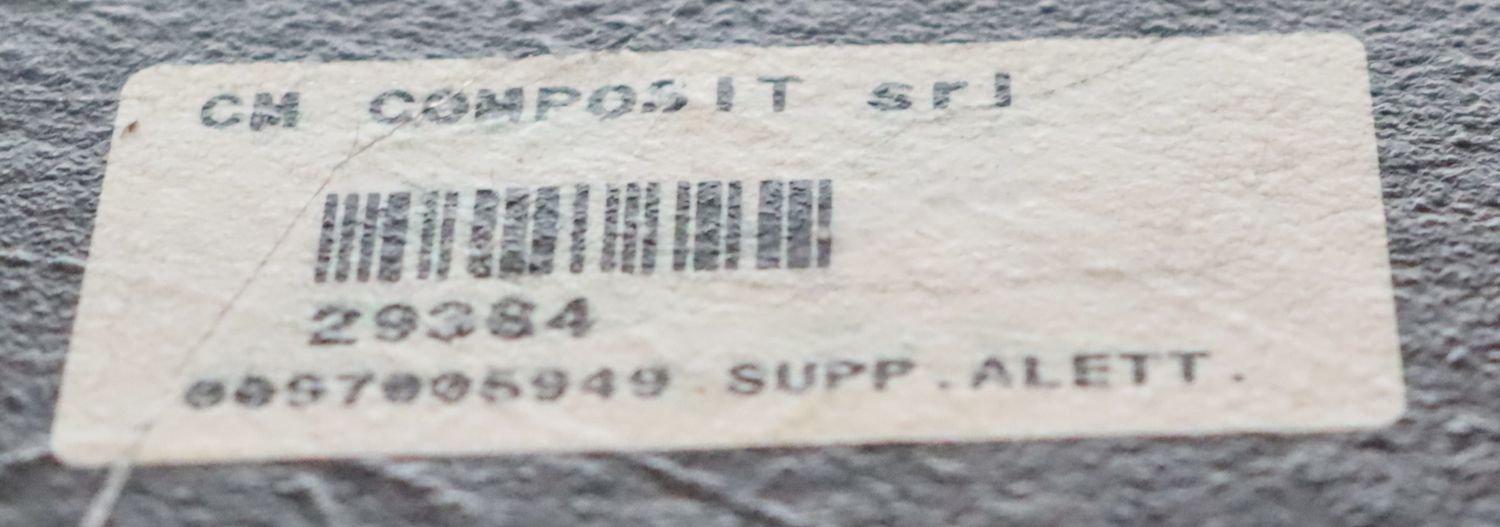 CM COMPOSIT srl
29384
0097005949 SUPP.ALETT.